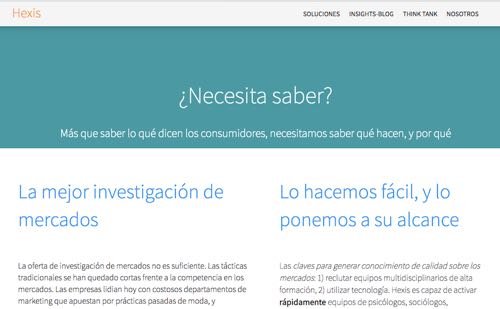 Hexis
SOLUCIONES INSIGHTS-BLOG THINK TANK NOSOTROS
¿Necesita saber?
Más que saber lo qué dicen los consumidores, necesitamos saber qué hacen, y por qué
La mejor investigación de
mercados
La oferta de investigación de mercados no es suficiente. Las tácticas
tradicionales se han quedado cortas frente a la competencia en los
mercados. Las empresas lidian hoy con costosos departamentos de
marketing que apuestan por prácticas pasadas de moda, y
Lo hacemos fácil, y lo
ponemos a su alcance
Las claves para generar conocimiento de calidad sobre los
mercados: 1) reclutar equipos multidisciplinarios de alta
formación, 2) utilizar tecnología. Hexis es capaz de activar
rápidamente equipos de psicólogos, sociólogos,